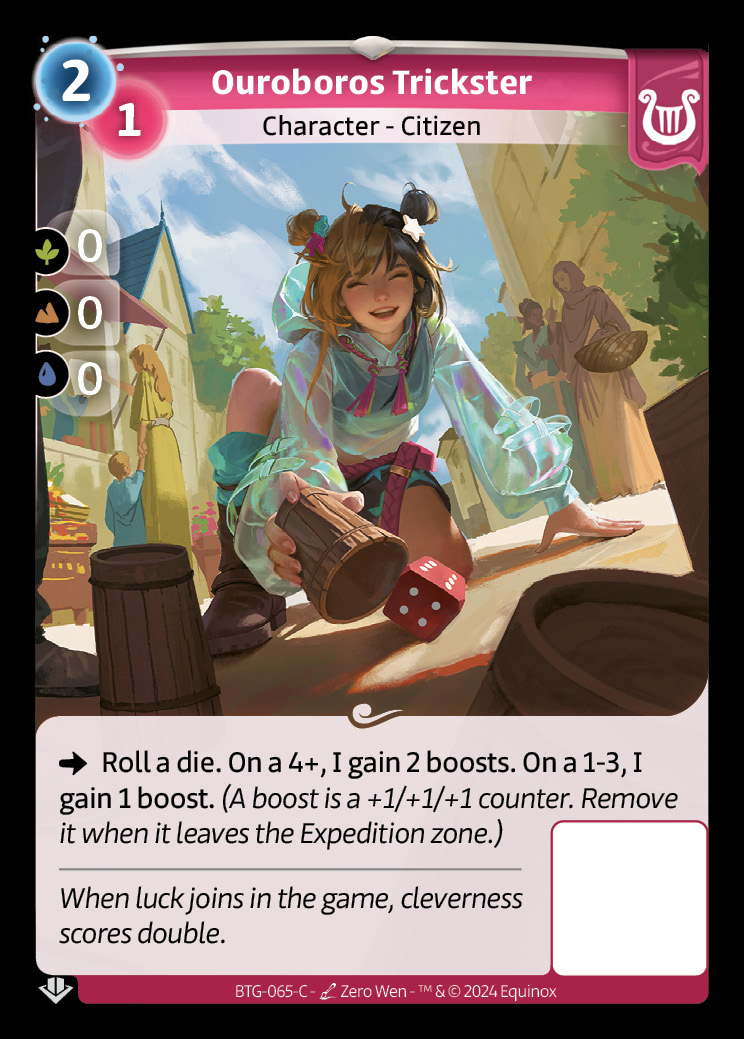 2
Ouroboros Trickster
1
Character - Citizen
0
0
0
Roll a die. On a 4+, I gain 2 boosts. On a 1-3, I
gain 1 boost. (A boost is a +1/+1/+1 counter. Remove
it when it leaves the Expedition zone.)
When luck joins in the game, cleverness
scores double.
BTG-065-C - Zero Wen - ™ & © 2024 Equinox